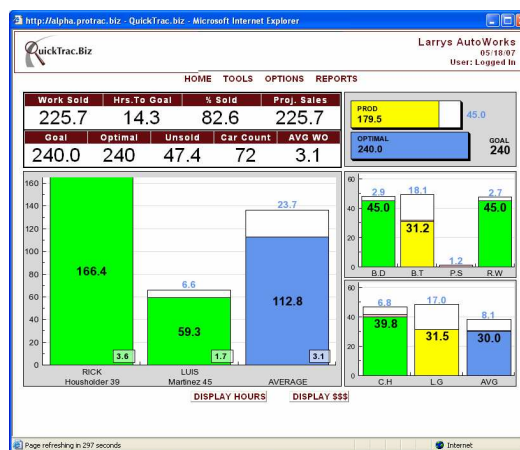 http://alpha.protrac.biz - QuickTrac.biz - Microsoft Internet Explorer
QuickTrac.Biz
Larrys AutoWorks
05/18/07
User: Logged In
HOME TOOLS OPTIONS REPORTS
Work Sold Hrs.To Goal % Sold Proj. Sales
225.7 14.3 82.6 225.7
Goal Optimal Unsold Car Count AVG WO
240.0 240 47.4 72 3.1
PROD
179.5
45.0
OPTIMAL
240.0
GOAL
240
160
140
120
100
80
60
40
20
0
166.4
3.6
6.6
59.3
1.7
23.7
112.8
3.1
RICK LUIS
Housholder 39 Martinez 45 AVERAGE
60
40
20
0
2.9 18.1 1.2 2.7
45.0 31.2 45.0
B.D B.T P.S R.W
60
40
20
0
6.8 17.0 8.1
39.8 31.5 30.0
C.H L.G AVG
DISPLAY HOURS DISPLAY $$$
Page refreshing in 297 seconds Internet